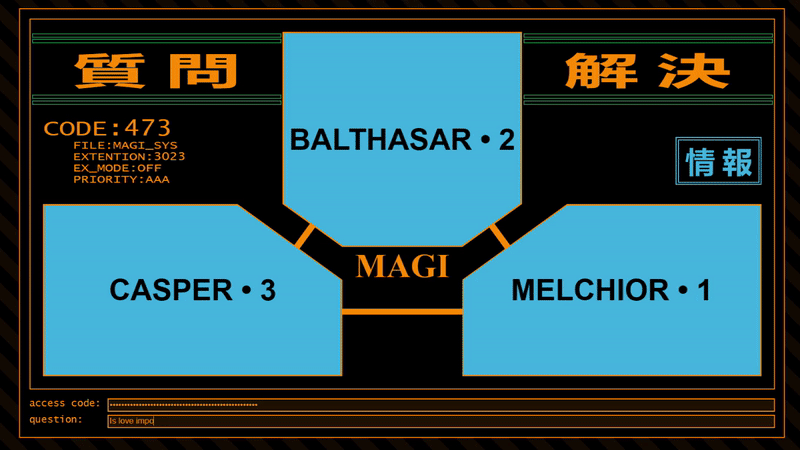 質問
解決
BALTHASAR • 2
CODE:473
FILE:MAGI_SYS
EXTENTION:3023
EX_MODE:OFF
PRIORITY:AAA
情報
MAGI
CASPER • 3
MELCHIOR • 1
access code:
question:
Is love impo